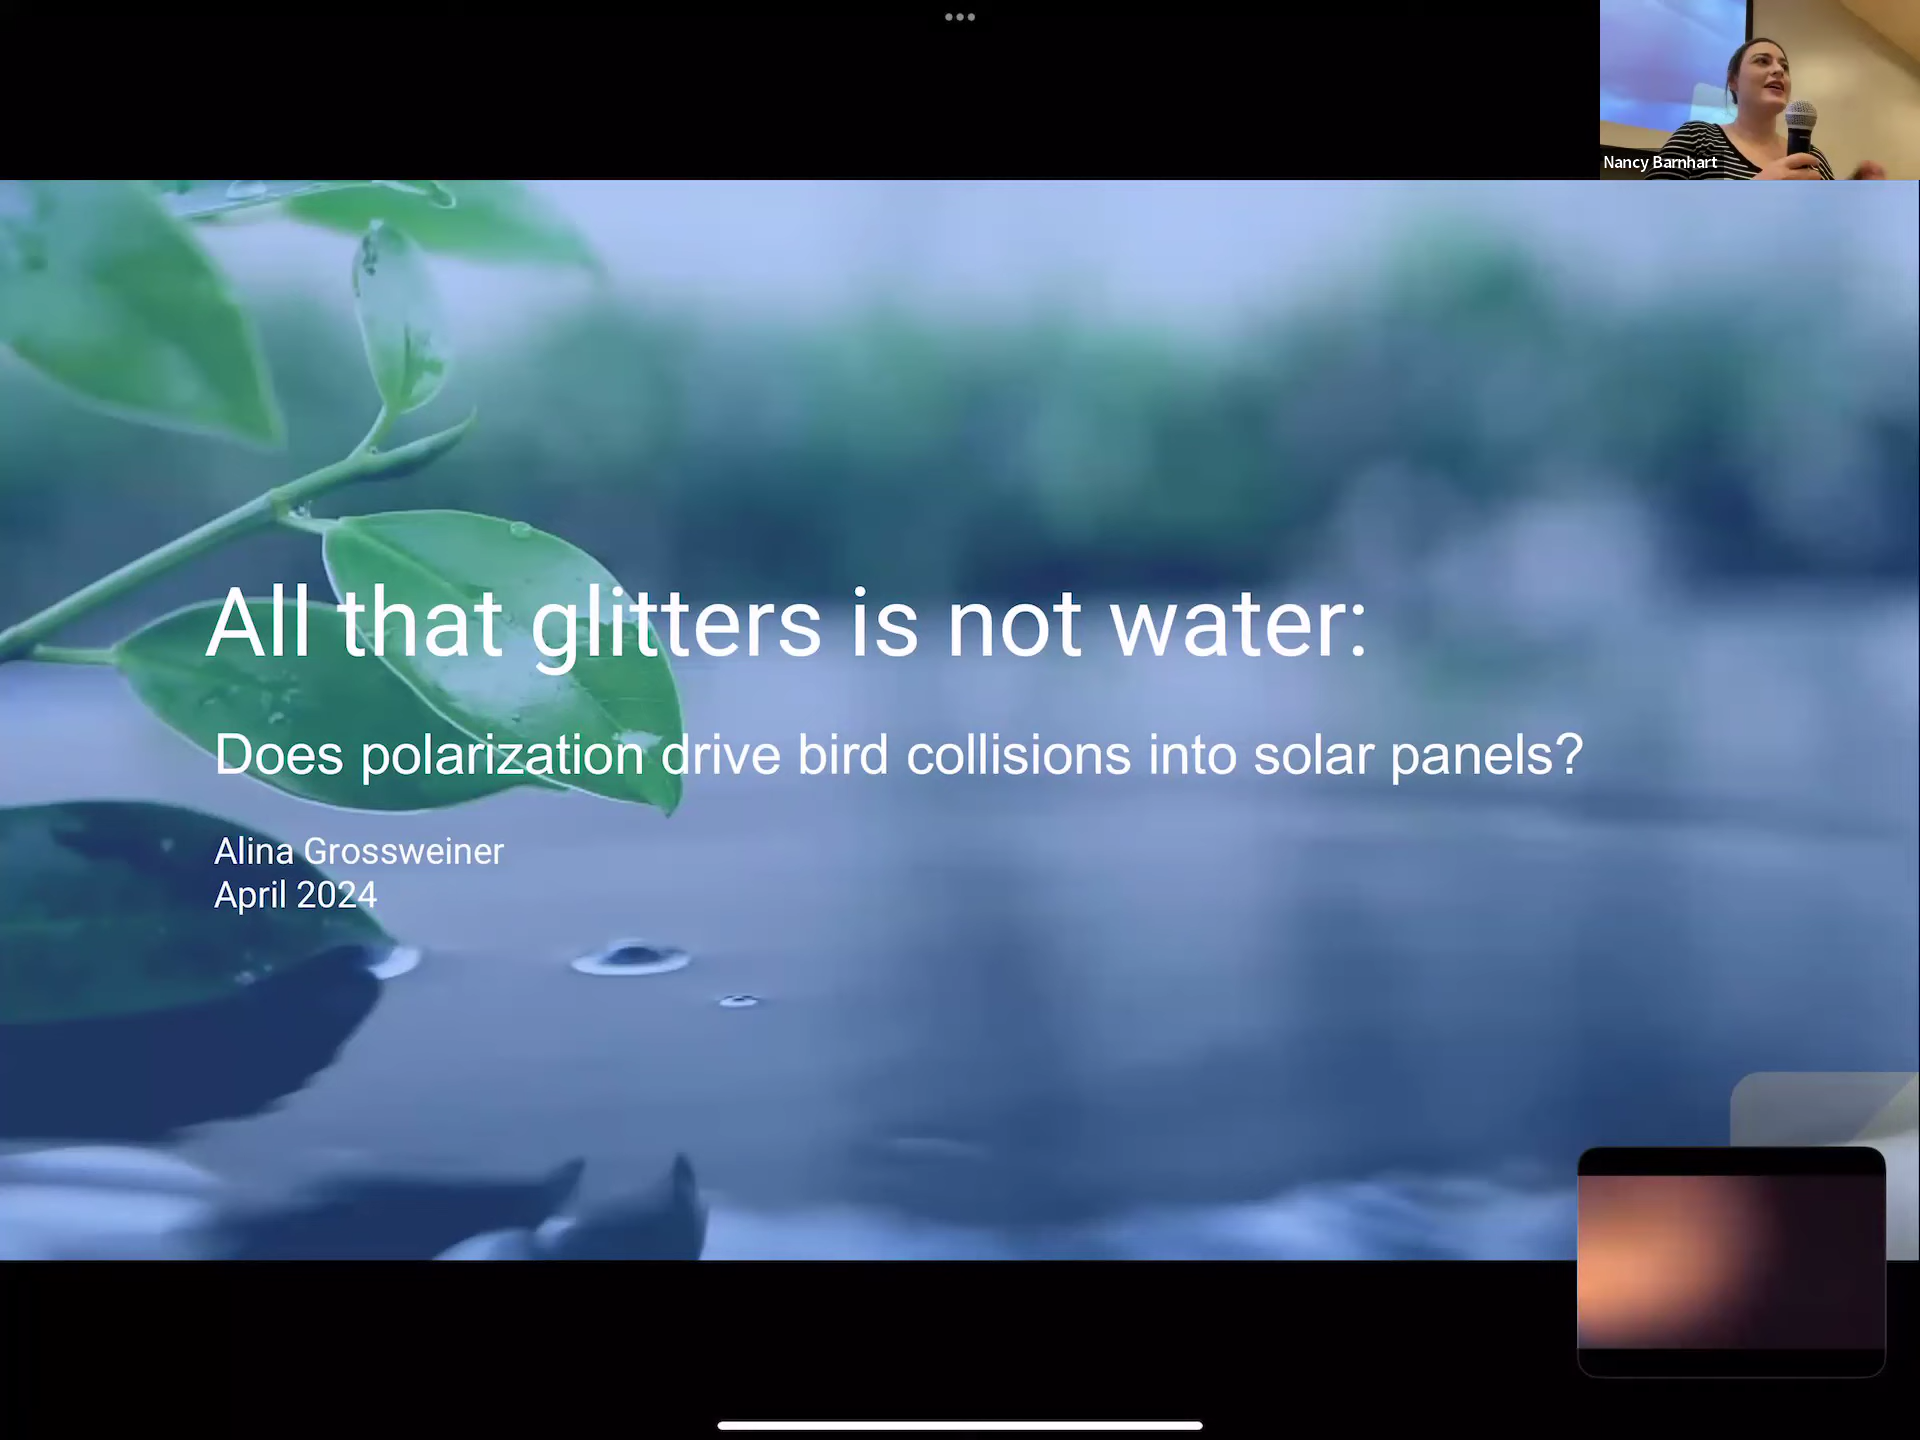 Nancy Barnhart
All that glitters is not water:
Does polarization drive bird collisions into solar panels?
Alina Grossweiner
April 2024